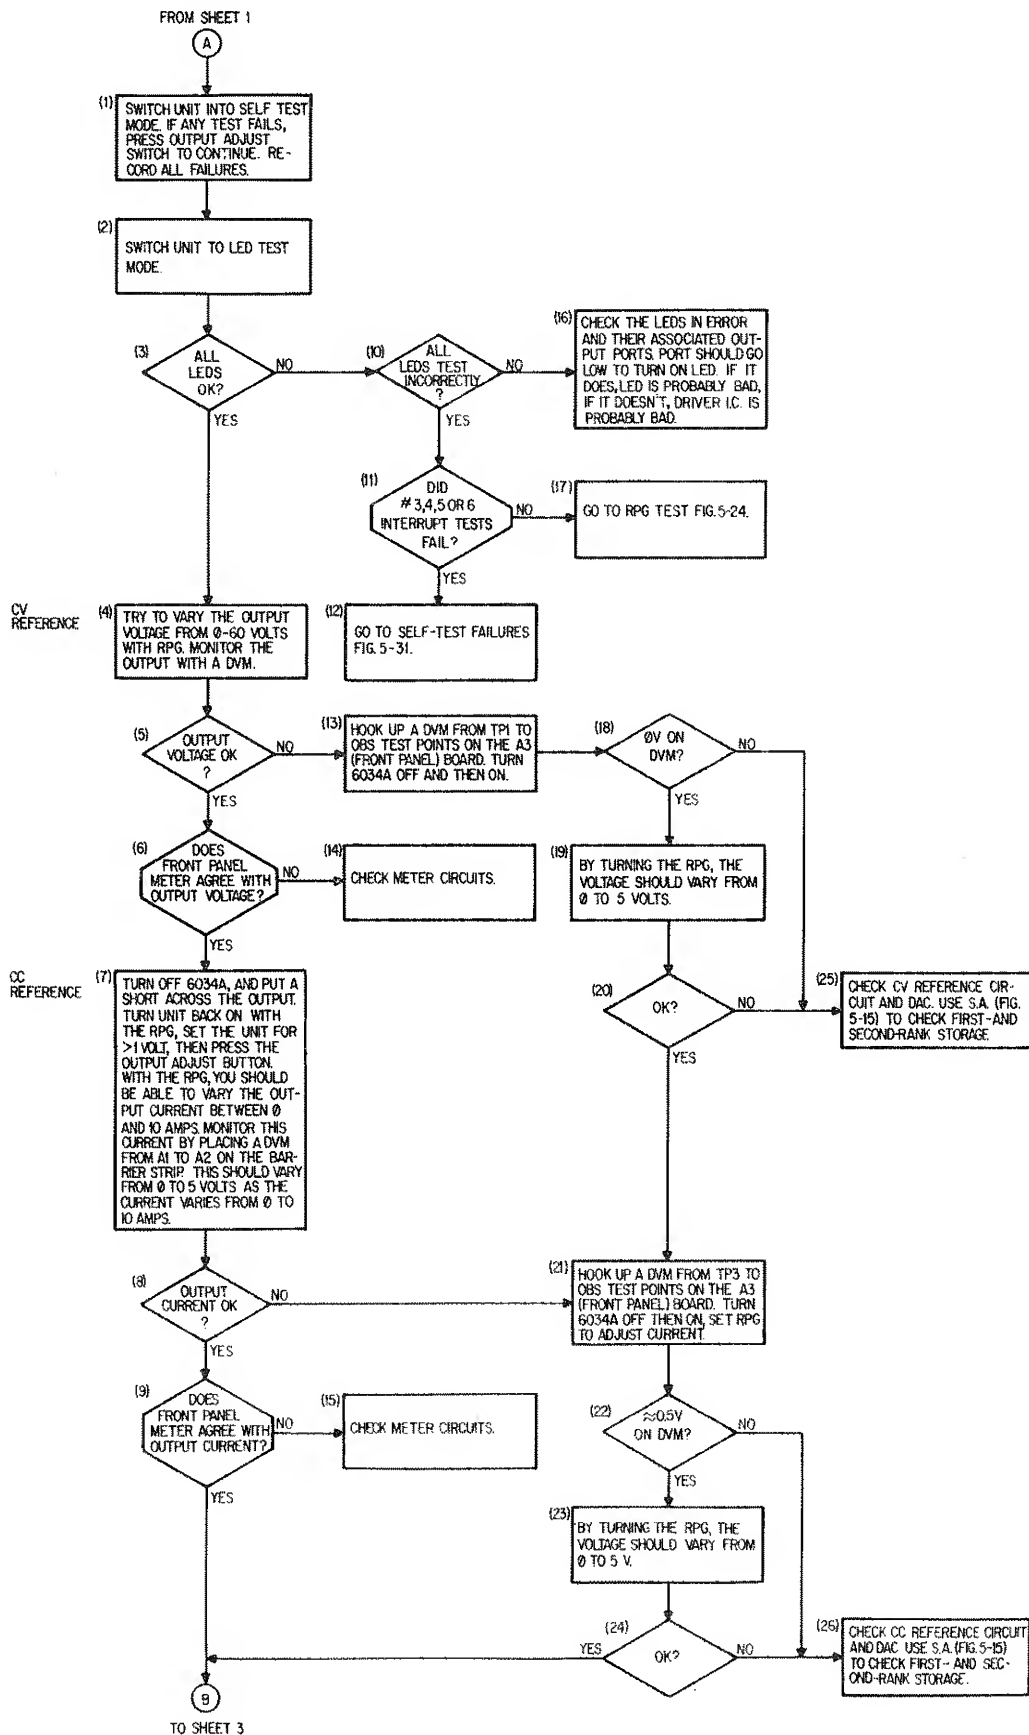 FROM SHEET 1
A
(1)
SWITCH UNIT INTO SELF TEST
MODE. IF ANY TEST FAILS,
PRESS OUTPUT ADJUST
SWITCH TO CONTINUE. RE-
CORD ALL FAILURES.
(2)
SWITCH UNIT TO LED TEST
MODE.
(3)
ALL
LEDS
OK?
NO
YES
(10)
ALL
LEDS TEST
INCORRECTLY
?
NO
YES
(16)
CHECK THE LEDS IN ERROR
AND THEIR ASSOCIATED OUT-
PUT PORTS. PORT SHOULD GO
LOW TO TURN ON LED. IF IT
DOES, LED IS PROBABLY BAD,
IF IT DOESN'T, DRIVER I.C. IS
PROBABLY BAD.
(11)
DID
#3,4,5 OR 6
INTERRUPT TESTS
FAIL?
NO
YES
(17)
GO TO RPG TEST FIG.5-24.
(12)
GO TO SELF-TEST FAILURES
FIG. 5-31.
CV
REFERENCE
(4)
TRY TO VARY THE OUTPUT
VOLTAGE FROM 0-60 VOLTS
WITH RPG. MONITOR THE
OUTPUT WITH A DVM.
(5)
OUTPUT
VOLTAGE OK
?
NO
YES
(13)
HOOK UP A DVM FROM TP1 TO
OBS TEST POINTS ON THE A3
(FRONT PANEL) BOARD. TURN
6034A OFF AND THEN ON.
(18)
0V ON
DVM?
NO
YES
(6)
DOES
FRONT PANEL
METER AGREE WITH
OUTPUT VOLTAGE?
NO
YES
(14)
CHECK METER CIRCUITS.
(19)
BY TURNING THE RPG, THE
VOLTAGE SHOULD VARY FROM
0 TO 5 VOLTS.
CC
REFERENCE
(7)
TURN OFF 6034A, AND PUT A
SHORT ACROSS THE OUTPUT.
TURN UNIT BACK ON WITH
THE RPG, SET THE UNIT FOR
>1 VOLT, THEN PRESS THE
OUTPUT ADJUST BUTTON.
WITH THE RPG, YOU SHOULD
BE ABLE TO VARY THE OUT-
PUT CURRENT BETWEEN 0
AND 10 AMPS. MONITOR THIS
CURRENT BY PLACING A DVM
FROM A1 TO A2 ON THE BAR-
RIER STRIP. THIS SHOULD VARY
FROM 0 TO 5 VOLTS AS THE
CURRENT VARIES FROM 0 TO
10 AMPS.
(20)
OK?
NO
YES
(25)
CHECK CV REFERENCE CIR-
CUIT AND DAC. USE S.A. (FIG.
5-15) TO CHECK FIRST-AND
SECOND-RANK STORAGE.
(8)
OUTPUT
CURRENT OK
?
NO
YES
(21)
HOOK UP A DVM FROM TP3 TO
OBS TEST POINTS ON THE A3
(FRONT PANEL) BOARD. TURN
6034A OFF THEN ON, SET RPG
TO ADJUST CURRENT.
(9)
DOES
FRONT PANEL
METER AGREE WITH
OUTPUT CURRENT?
NO
YES
(15)
CHECK METER CIRCUITS.
(22)
≈0.5V
ON DVM?
NO
YES
(23)
BY TURNING THE RPG, THE
VOLTAGE SHOULD VARY FROM
0 TO 5 V.
(24)
OK?
YES
NO
(26)
CHECK CC REFERENCE CIRCUIT
AND DAC USE S.A. (FIG.5-15)
TO CHECK FIRST- AND SEC-
OND-RANK STORAGE.
B
TO SHEET 3